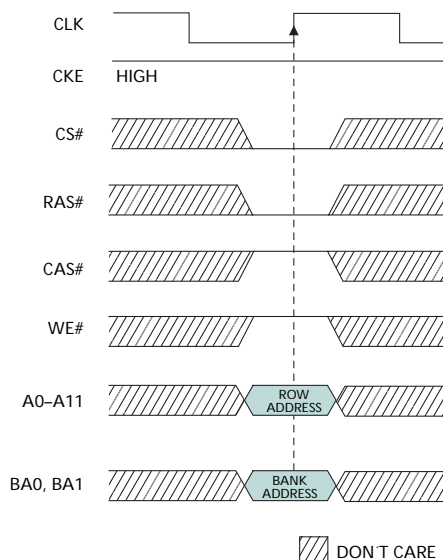 CLK
CKE HIGH
CS#
RAS#
CAS#
WE#
A0–A11 ROW ADDRESS
BA0, BA1 BANK ADDRESS
DON´T CARE